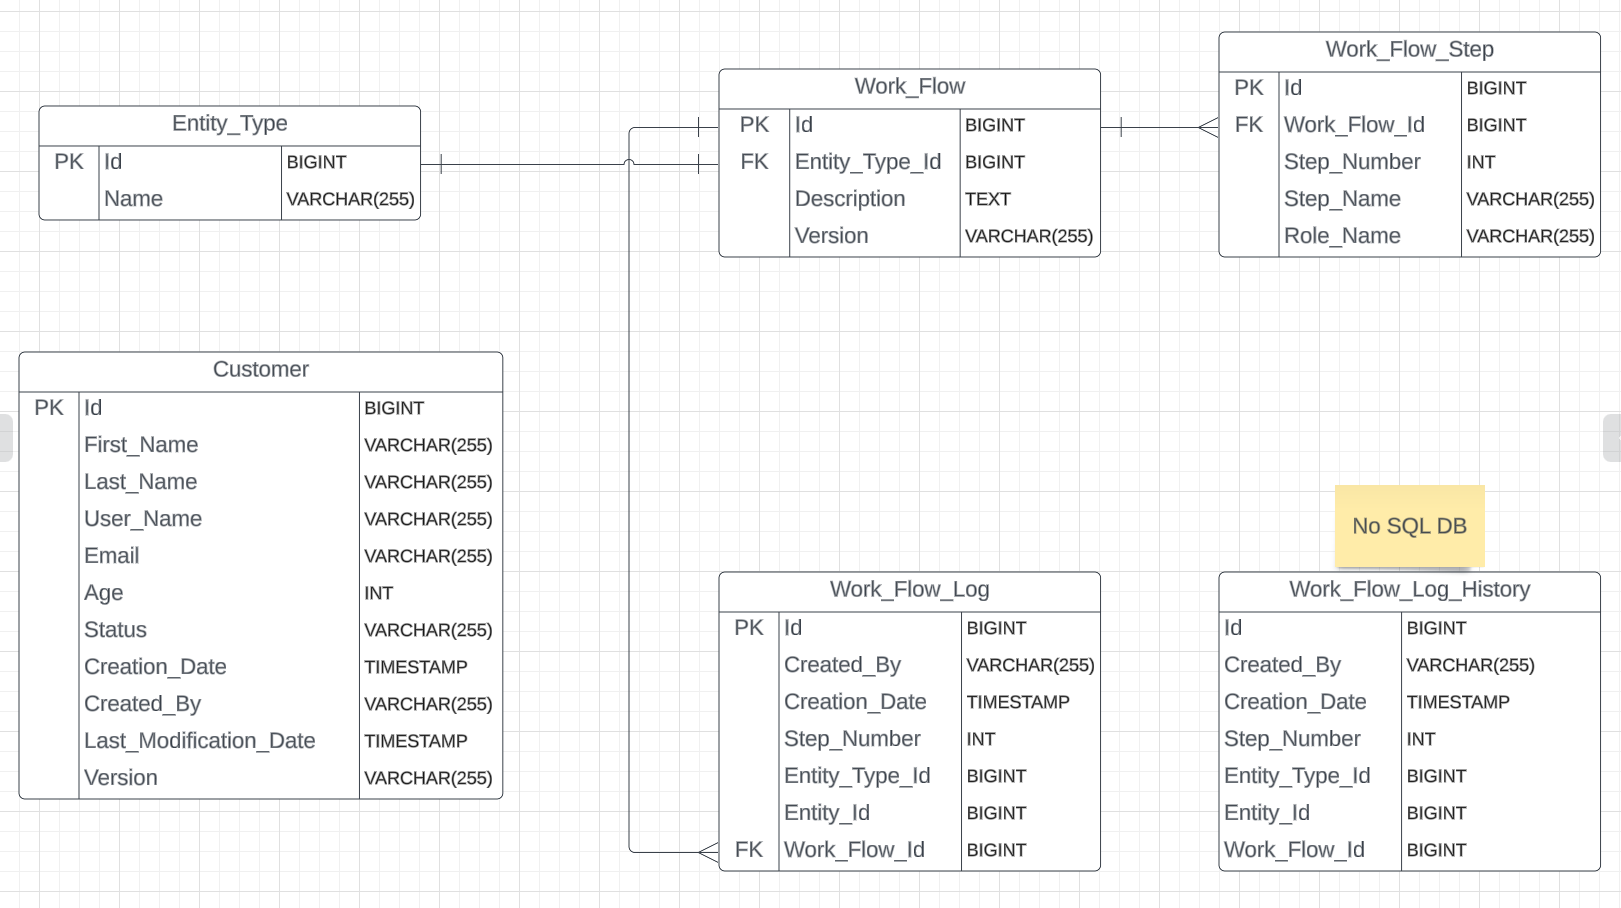 Entity_Type
PK Id BIGINT
Name VARCHAR(255)
Work_Flow
PK Id BIGINT
FK Entity_Type_Id BIGINT
Description TEXT
Version VARCHAR(255)
Work_Flow_Step
PK Id BIGINT
FK Work_Flow_Id BIGINT
Step_Number INT
Step_Name VARCHAR(255)
Role_Name VARCHAR(255)
Customer
PK Id BIGINT
First_Name VARCHAR(255)
Last_Name VARCHAR(255)
User_Name VARCHAR(255)
Email VARCHAR(255)
Age INT
Status VARCHAR(255)
Creation_Date TIMESTAMP
Created_By VARCHAR(255)
Last_Modification_Date TIMESTAMP
Version VARCHAR(255)
Work_Flow_Log
PK Id BIGINT
Created_By VARCHAR(255)
Creation_Date TIMESTAMP
Step_Number INT
Entity_Type_Id BIGINT
Entity_Id BIGINT
FK Work_Flow_Id BIGINT
No SQL DB
Work_Flow_Log_History
Id BIGINT
Created_By VARCHAR(255)
Creation_Date TIMESTAMP
Step_Number INT
Entity_Type_Id BIGINT
Entity_Id BIGINT
Work_Flow_Id BIGINT